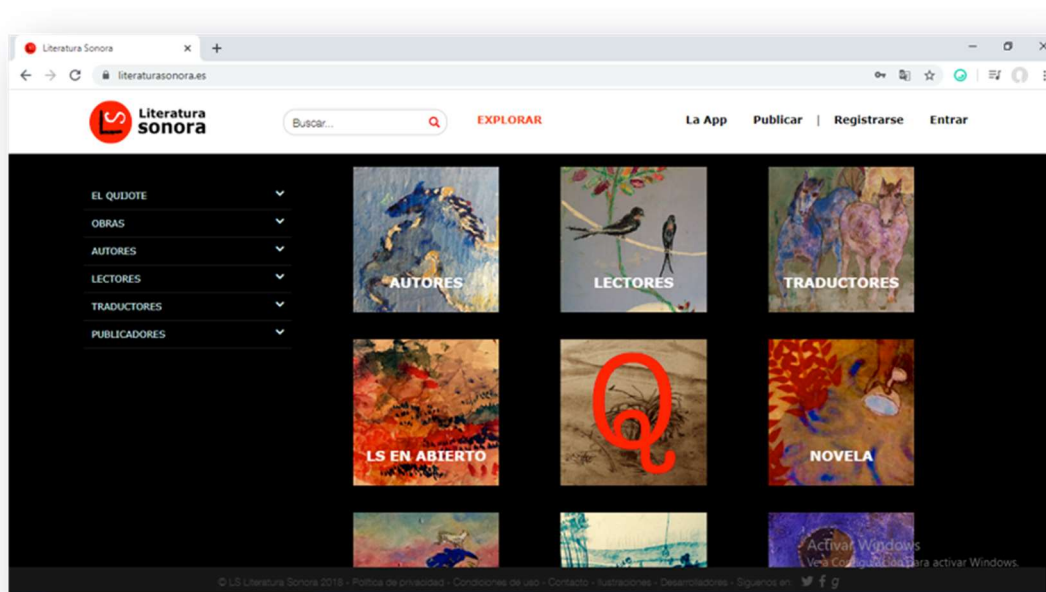 Literatura Sonora
literaturasonora.es
Literatura
sonora
Buscar...
EXPLORAR
La App Publicar | Registrarse Entrar
EL QUIJOTE
OBRAS
AUTORES
LECTORES
TRADUCTORES
PUBLICADORES
AUTORES LECTORES TRADUCTORES
LS EN ABIERTO Q NOVELA
Activar Windows
Ve a Configuración para activar Windows.
© LS Literatura Sonora 2018 - Política de privacidad - Condiciones de uso - Contacto - Ilustraciones - Desarrolladores - Síguenos en: